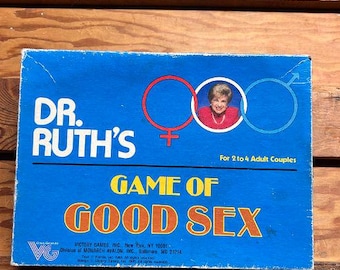 DR.
RUTH'S
For 2 to 4 Adult Couples
GAME OF
GOOD SEX
VICTORY GAMES, INC., New York, NY 10001
Division of MONARCH AVALON, INC., Baltimore, MD 21214
VG